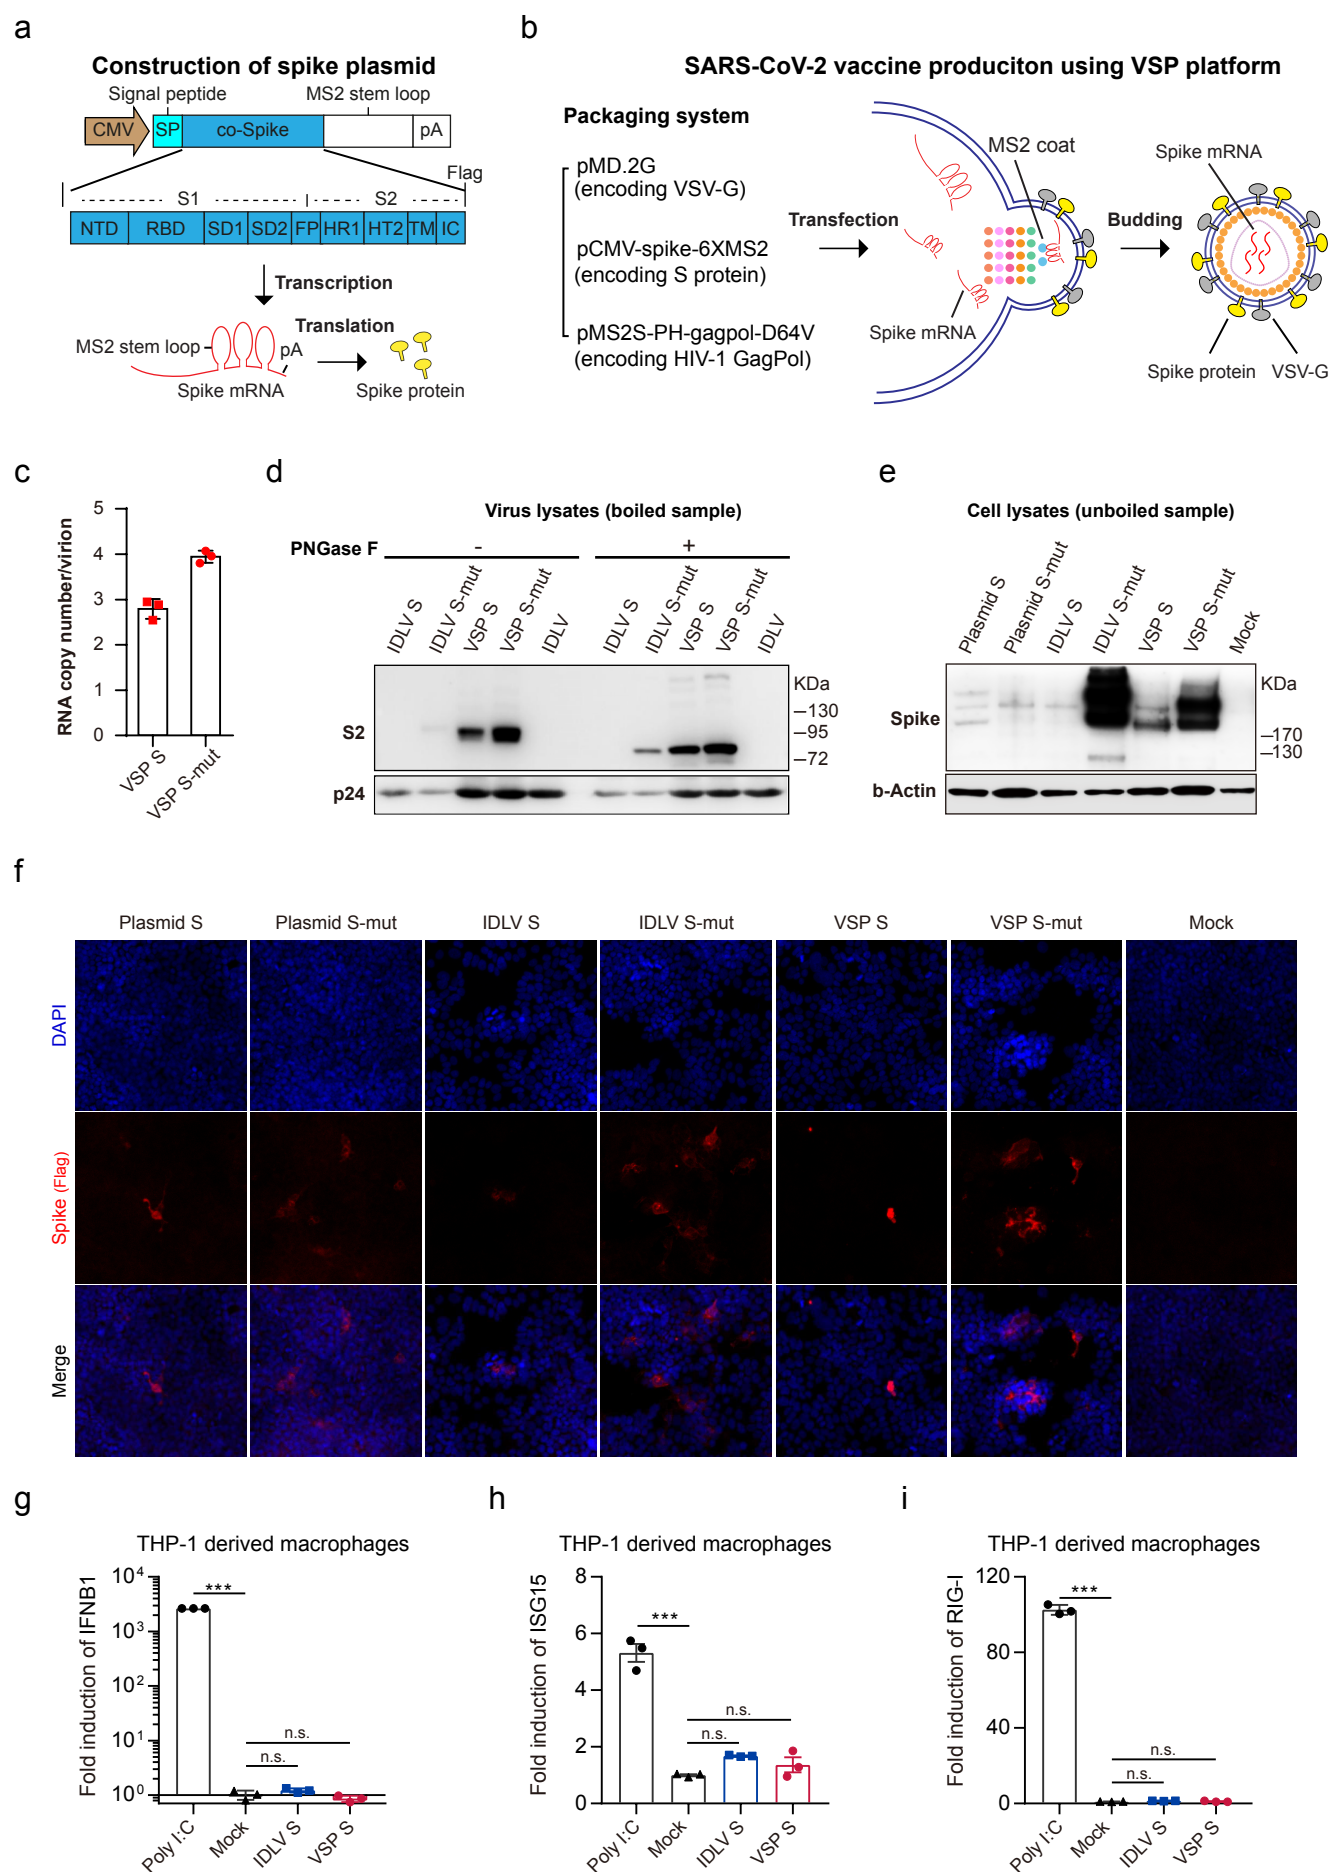 a
Construction of spike plasmid
Signal peptide
MS2 stem loop
CMV
SP
co-Spike
pA
Flag
S1
S2
NTD
RBD
SD1
SD2
FP
HR1
HT2
TM
IC
Transcription
MS2 stem loop
pA
Translation
Spike mRNA
Spike protein
b
SARS-CoV-2 vaccine produciton using VSP platform
Packaging system
pMD.2G
(encoding VSV-G)
pCMV-spike-6XMS2
(encoding S protein)
pMS2S-PH-gagpol-D64V
(encoding HIV-1 GagPol)
Transfection
MS2 coat
Spike mRNA
Budding
Spike mRNA
Spike protein
VSV-G
c
RNA copy number/virion
5
4
3
2
1
0
VSP S
VSP S-mut
d
Virus lysates (boiled sample)
PNGase F
-
+
IDLV S
IDLV S-mut
VSP S
VSP S-mut
IDLV
IDLV S
IDLV S-mut
VSP S
VSP S-mut
IDLV
KDa
130
95
72
S2
p24
e
Cell lysates (unboiled sample)
Plasmid S
Plasmid S-mut
IDLV S
IDLV S-mut
VSP S
VSP S-mut
Mock
KDa
170
130
Spike
b-Actin
f
Plasmid S
Plasmid S-mut
IDLV S
IDLV S-mut
VSP S
VSP S-mut
Mock
DAPI
Spike (Flag)
Merge
g
THP-1 derived macrophages
Fold induction of IFNB1
10⁴
10³
10²
10¹
10⁰
***
n.s.
n.s.
Poly I:C
Mock
IDLV S
VSP S
h
THP-1 derived macrophages
Fold induction of ISG15
8
6
4
2
0
***
n.s.
n.s.
Poly I:C
Mock
IDLV S
VSP S
i
THP-1 derived macrophages
Fold induction of RIG-I
120
80
40
0
***
n.s.
n.s.
Poly I:C
Mock
IDLV S
VSP S